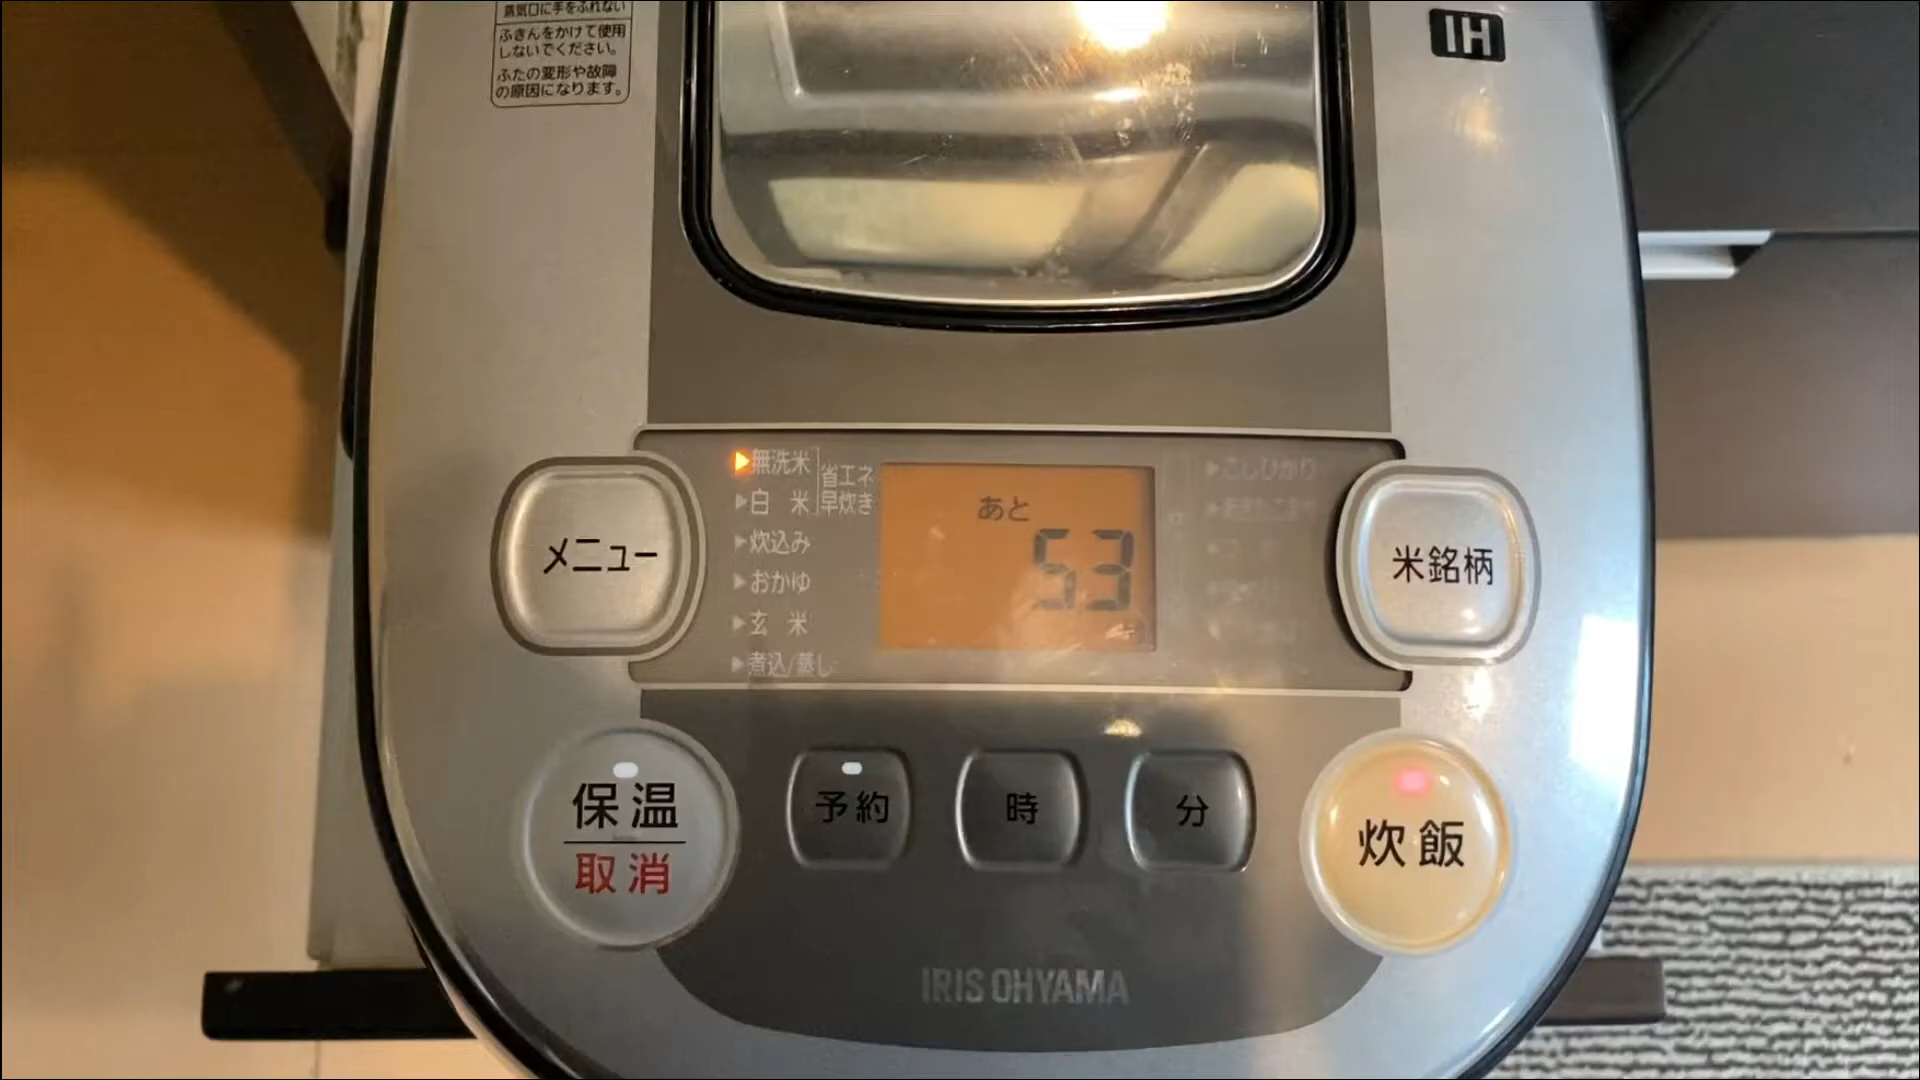 蒸気口に手をふれない
ふきんをかけて使用
しないでください。
ふたの変形や故障
の原因になります。
IH
無洗米
白米
省エネ
早炊き
炊込み
おかゆ
玄米
煮込/蒸し
あと
53
分
こしひかり
メニュー
米銘柄
保温
取消
予約
時
分
炊飯
IRIS OHYAMA